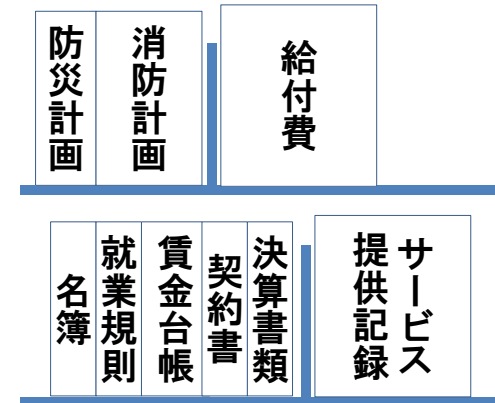 防災計画
消防計画
給付費
名簿
就業規則
賃金台帳
契約書
決算書類
サービス
提供記録